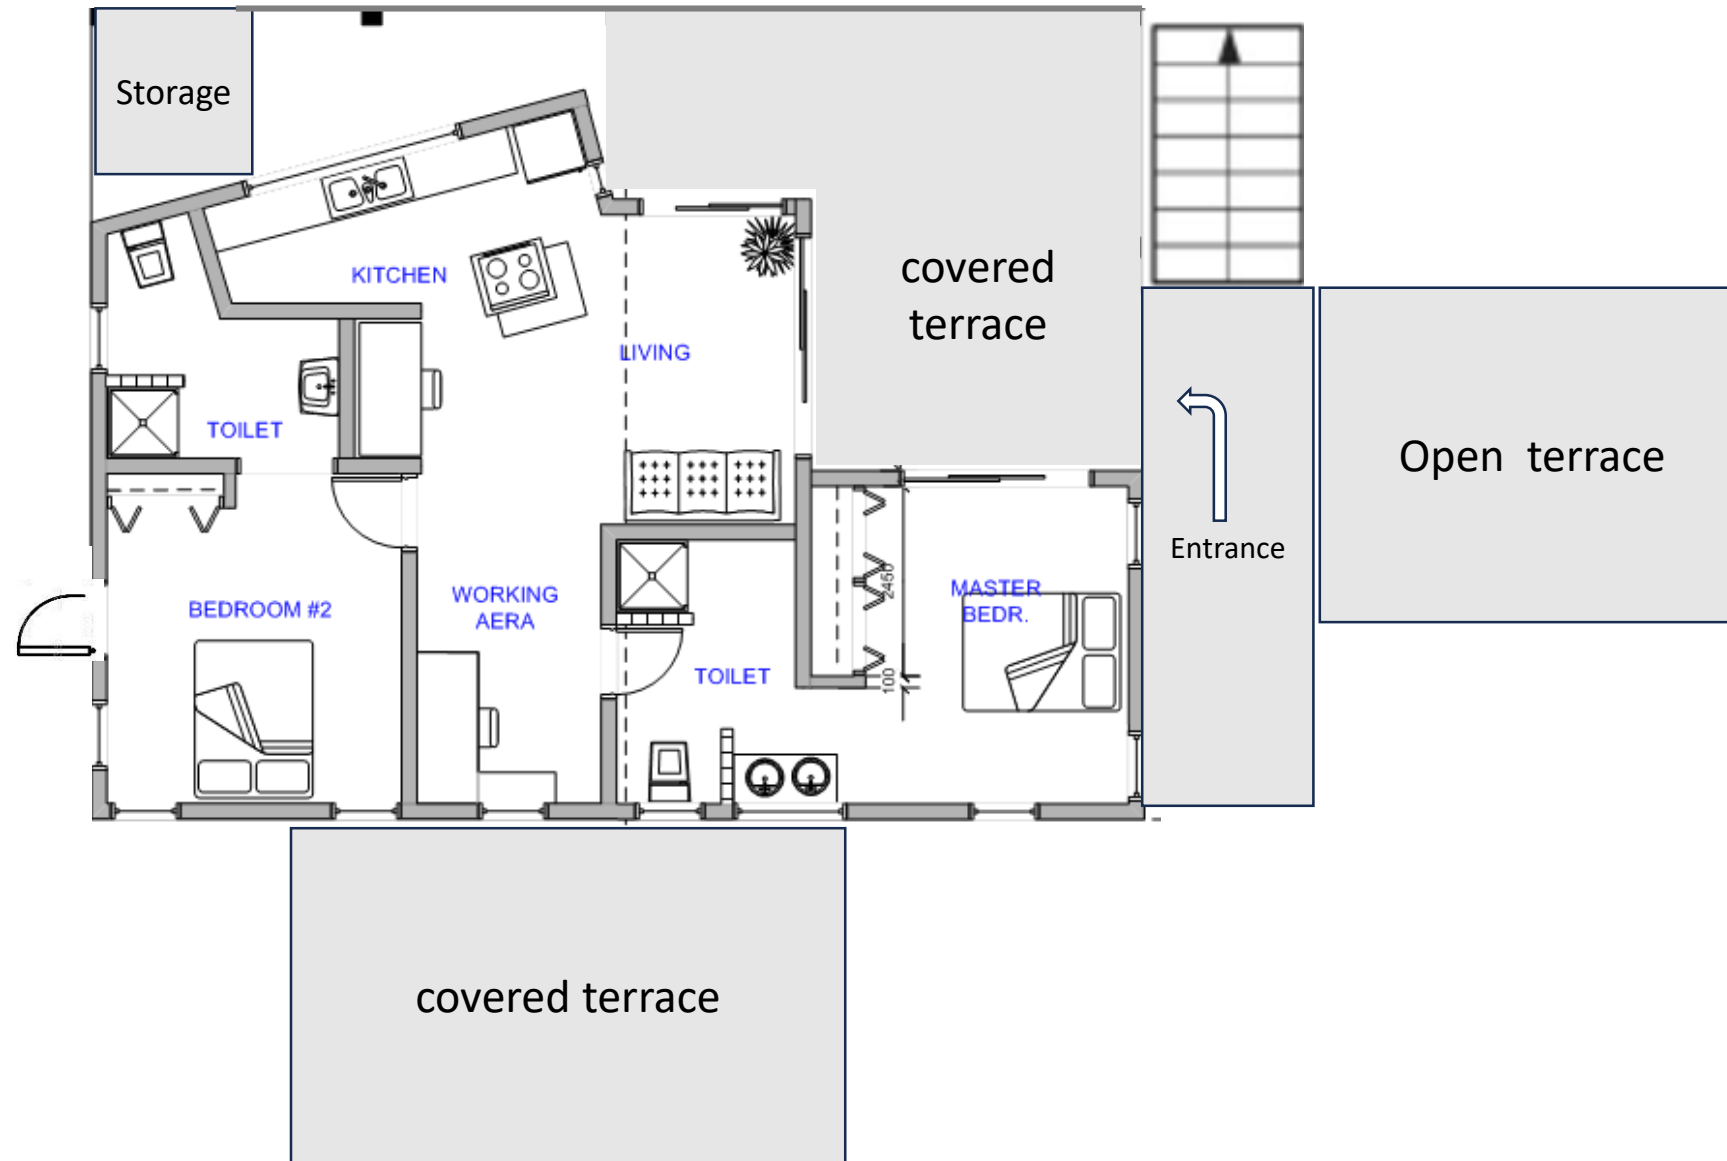 Storage
KITCHEN
covered
terrace
LIVING
TOILET
Open  terrace
Entrance
BEDROOM #2
WORKING
AERA
2450
MASTER
BEDR.
TOILET
100
covered terrace